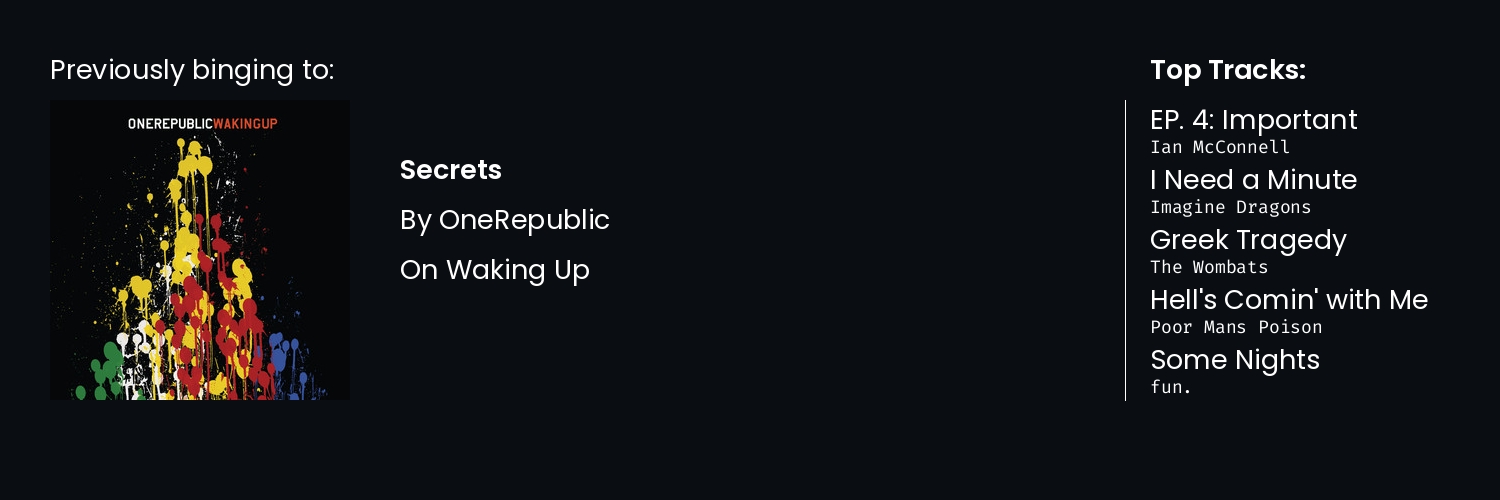 Previously binging to:
ONEREPUBLICWAKINGUP
Secrets
By OneRepublic
On Waking Up
Top Tracks:
EP. 4: Important
Ian McConnell
I Need a Minute
Imagine Dragons
Greek Tragedy
The Wombats
Hell's Comin' with Me
Poor Mans Poison
Some Nights
fun.